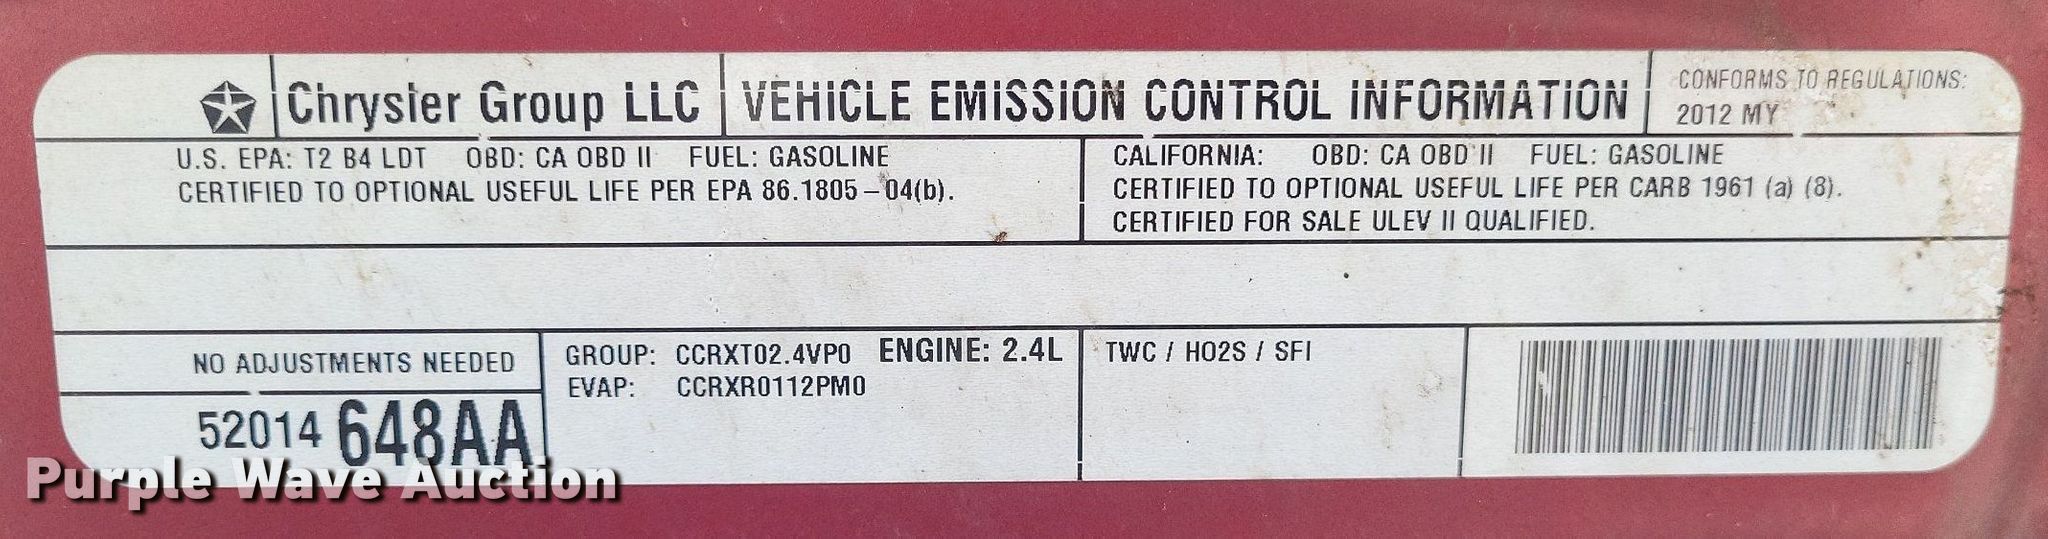 Chrysler Group LLC VEHICLE EMISSION CONTROL INFORMATION
CONFORMS TO REGULATIONS:
2012 MY
U.S. EPA: T2 B4 LDT OBD: CA OBD II FUEL: GASOLINE
CERTIFIED TO OPTIONAL USEFUL LIFE PER EPA 86.1805-04(b).
CALIFORNIA: OBD: CA OBD II FUEL: GASOLINE
CERTIFIED TO OPTIONAL USEFUL LIFE PER CARB 1961 (a) (8).
CERTIFIED FOR SALE ULEV II QUALIFIED.
NO ADJUSTMENTS NEEDED
52014 648AA
GROUP: CCRXT02.4VP0 ENGINE: 2.4L
EVAP: CCRXR0112PM0
TWC / HO2S / SFI
Purple Wave Auction